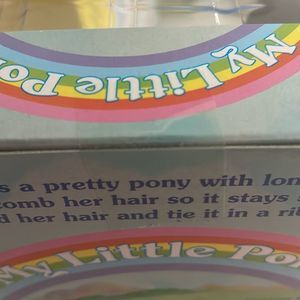 My Little Po
s a pretty pony with lon
comb her hair so it stays
d her hair and tie it in a ri
My Little Po